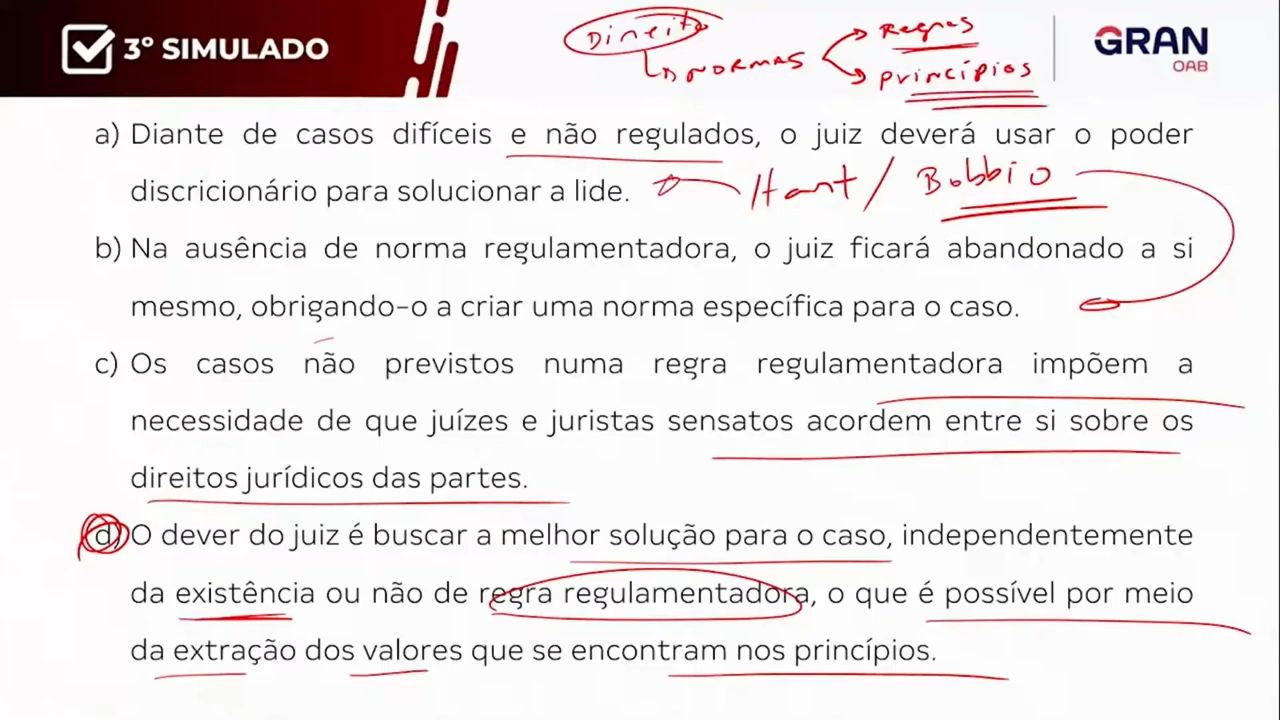 3º SIMULADO
Direito
NORMAS
Regras
princípios
GRAN
OAB
a) Diante de casos difíceis e não regulados, o juiz deverá usar o poder
discricionário para solucionar a lide.
Hart / Bobbio
b) Na ausência de norma regulamentadora, o juiz ficará abandonado a si
mesmo, obrigando-o a criar uma norma específica para o caso.
c) Os casos não previstos numa regra regulamentadora impõem a
necessidade de que juízes e juristas sensatos acordem entre si sobre os
direitos jurídicos das partes.
d) O dever do juiz é buscar a melhor solução para o caso, independentemente
da existência ou não de regra regulamentadora, o que é possível por meio
da extração dos valores que se encontram nos princípios.